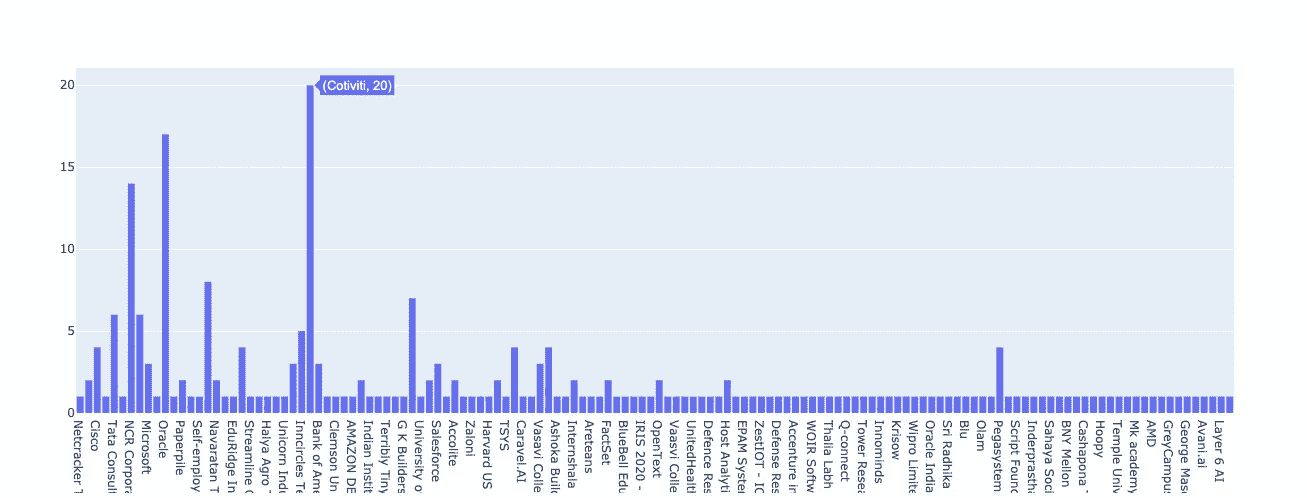 20
(Cotiviti, 20)
15
10
5
0
Netcracker T
Cisco
Tata Consul
NCR Corpora
Microsoft
Oracle
Paperpile
Self-employ
Navaratan T
EduRidge In
Streamline
Halya Agro -
Unicorn Indu
Inncircles Te
Bank of Ame
Clemson Un
AMAZON DE
Indian Instit
Terribly Tiny
G K Builders
University o
Salesforce
Accolite
Zaloni
Harvard US
TSYS
Caravel.AI
Vasavi Colle
Ashoka Build
Internshala
Areteans
FactSet
BlueBell Edu
IRIS 2020 -
OpenText
Vaasvi Colle
UnitedHealth
Defence Res
Host Analyti
EPAM System
ZestIOT - IO
Defense Res
Accenture in
WOIR Softw
Thalia Labh
Q-connect
Tower Resea
Innominds
Krisow
Wipro Limite
Oracle India
Sri Radhika
Blu
Olam
Pegasystem
Script Found
Inderprastha
Sahaya Soci
BNY Mellon
Cashapona
Hoopy
Temple Univ
Mk academy
AMD
GreyCampus
George Mas
Avani.ai
Layer 6 AI